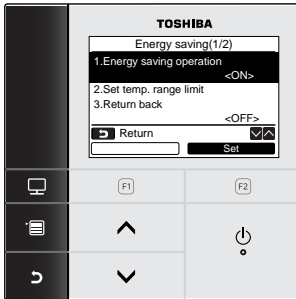 TOSHIBA
Energy saving(1/2)
1.Energy saving operation
<ON>
2.Set temp. range limit
3.Return back
<OFF>
Return
Set
F1
F2